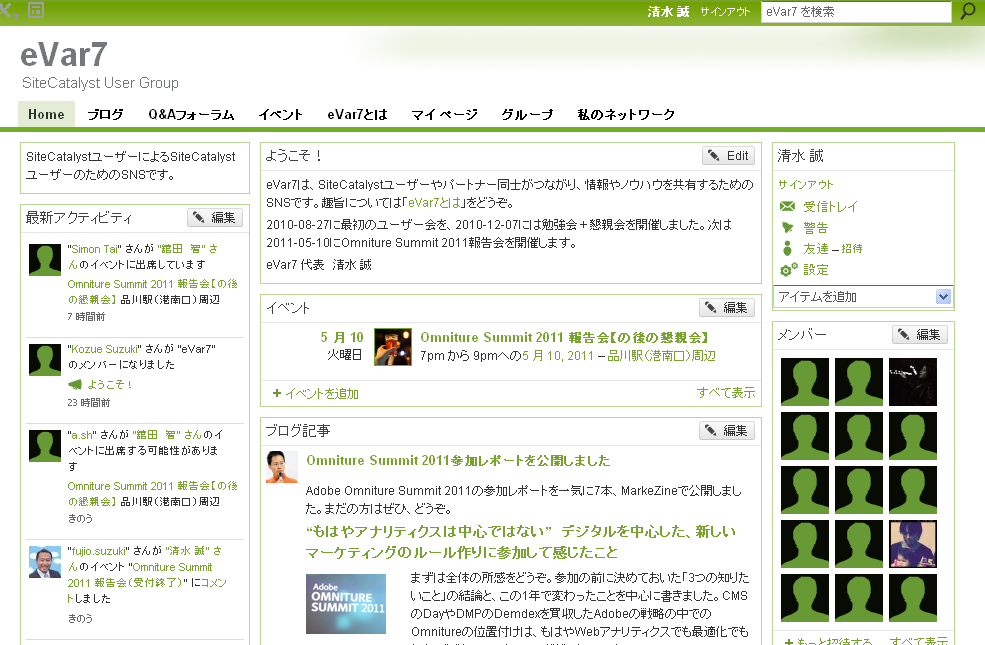 清水 誠 サインアウト eVar7 を検索
eVar7
SiteCatalyst User Group
Home ブログ Q&Aフォーラム イベント eVar7とは マイ ページ グループ 私のネットワーク
SiteCatalystユーザーによるSiteCatalyst
ユーザーのためのSNSです。
最新アクティビティ 編集
"Simon Tai" さんが "舘田 智" さ
んのイベントに出席しています
Omniture Summit 2011 報告会【の後
の懇親会】 品川駅(港南口)周辺
7 時間前
"Kozue Suzuki" さんが "eVar7"
のメンバーになりました
ようこそ！
23 時間前
"a.sh" さんが "舘田 智" さんのイ
ベントに出席する可能性がありま
す
Omniture Summit 2011 報告会【の後
の懇親会】 品川駅(港南口)周辺
きのう
"fujio.suzuki" さんが "清水 誠" さ
んのイベント "Omniture Summit
2011 報告会（受付終了）" にコメン
トしました
きのう
ようこそ！ Edit
eVar7は、SiteCatalystユーザーやパートナー同士がつながり、情報やノウハウを共有するための
SNSです。趣旨については「eVar7とは」をどうぞ。
2010-08-27に最初のユーザー会を、2010-12-07には勉強会＋懇親会を開催しました。次は
2011-05-10にOmniture Summit 2011報告会を開催します。
eVar7 代表 清水 誠
イベント 編集
5 月 10
火曜日
Omniture Summit 2011 報告会【の後の懇親会】
7pm から 9pmへの5 月 10, 2011 – 品川駅(港南口)周辺
+ イベントを追加 すべて表示
ブログ記事 編集
Omniture Summit 2011参加レポートを公開しました
Adobe Omniture Summit 2011の参加レポートを一気に7本、MarkeZineで公開しまし
た。まだの方はぜひ、どうぞ。
“もはやアナリティクスは中心ではない” デジタルを中心した、新しい
マーケティングのルール作りに参加して感じたこと
Adobe
OMNITURE
SUMMIT 2011
まずは全体の所感をどうぞ。参加の前に決めておいた「3つの知りた
いこと」の結論と、この1年で変わったことを中心に書きました。CMS
のDayやDMPのDemdexを買収したAdobeの戦略の中での
Omnitureの位置付けは、もはやWebアナリティクスでも最適化でも
清水 誠
サインアウト
受信トレイ
警告
友達 – 招待
設定
アイテムを追加
メンバー 編集
+ もっと招待する すべて表示